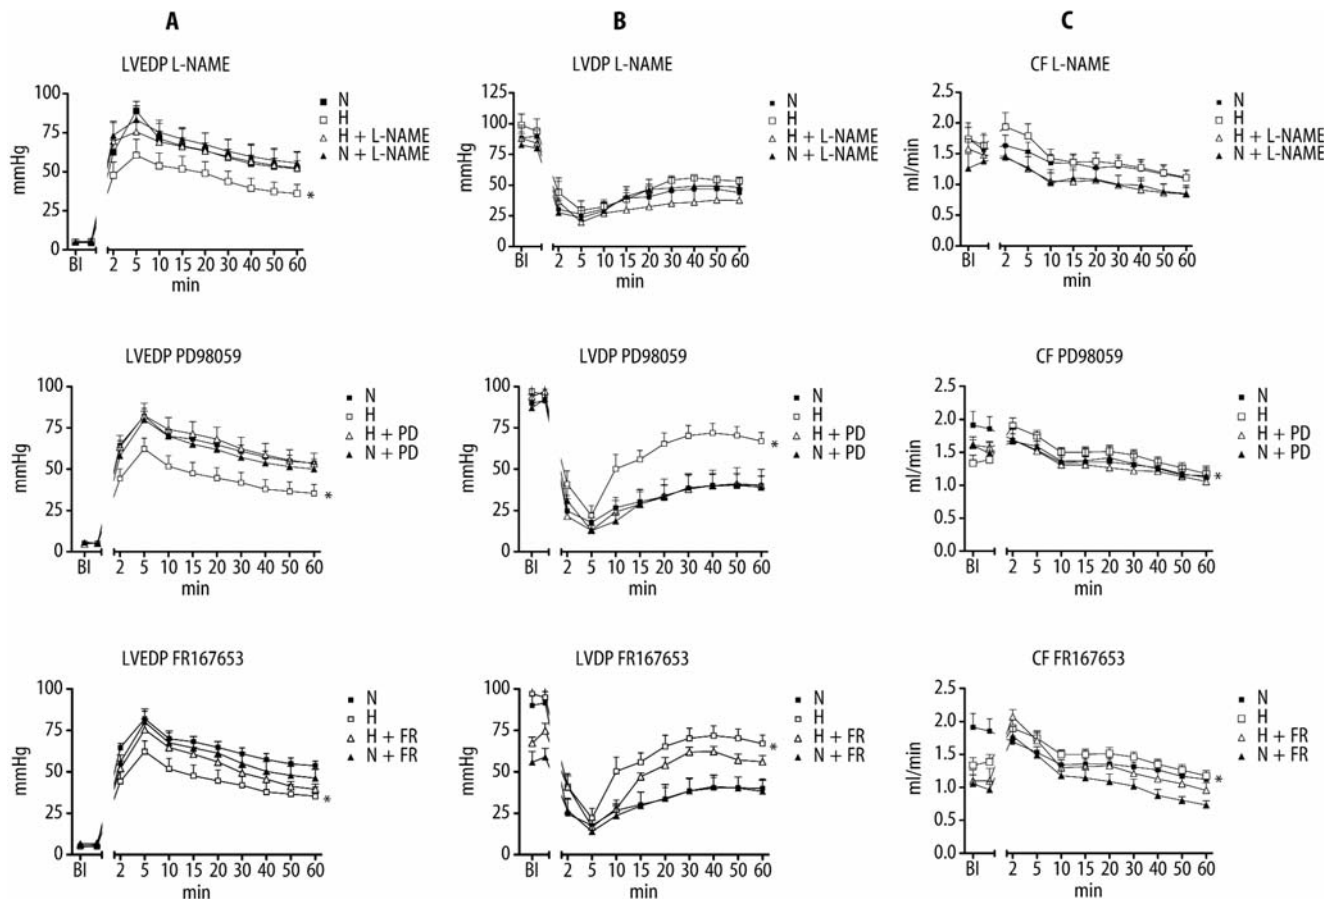 A
B
C
LVEDP L-NAME
100
75
50
25
0
mmHg
BI
2 5 10 15 20 30 40 50 60
min
N
H
H + L-NAME
N + L-NAME
*
LVDP L-NAME
125
100
75
50
25
0
mmHg
BI
2 5 10 15 20 30 40 50 60
min
N
H
H + L-NAME
N + L-NAME
CF L-NAME
2.5
2.0
1.5
1.0
0.5
0.0
ml/min
BI
2 5 10 15 20 30 40 50 60
min
N
H
H + L-NAME
N + L-NAME
LVEDP PD98059
100
75
50
25
0
mmHg
BI
2 5 10 15 20 30 40 50 60
min
N
H
H + PD
N + PD
*
LVDP PD98059
100
75
50
25
0
mmHg
BI
2 5 10 15 20 30 40 50 60
min
N
H
H + PD
N + PD
*
CF PD98059
2.5
2.0
1.5
1.0
0.5
0.0
ml/min
BI
2 5 10 15 20 30 40 50 60
min
N
H
H + PD
N + PD
*
LVEDP FR167653
100
75
50
25
0
mmHg
BI
2 5 10 15 20 30 40 50 60
min
N
H
H + FR
N + FR
*
LVDP FR167653
100
75
50
25
0
mmHg
BI
2 5 10 15 20 30 40 50 60
min
N
H
H + FR
N + FR
*
CF FR167653
2.5
2.0
1.5
1.0
0.5
0.0
ml/min
BI
2 5 10 15 20 30 40 50 60
min
N
H
H + FR
N + FR
*